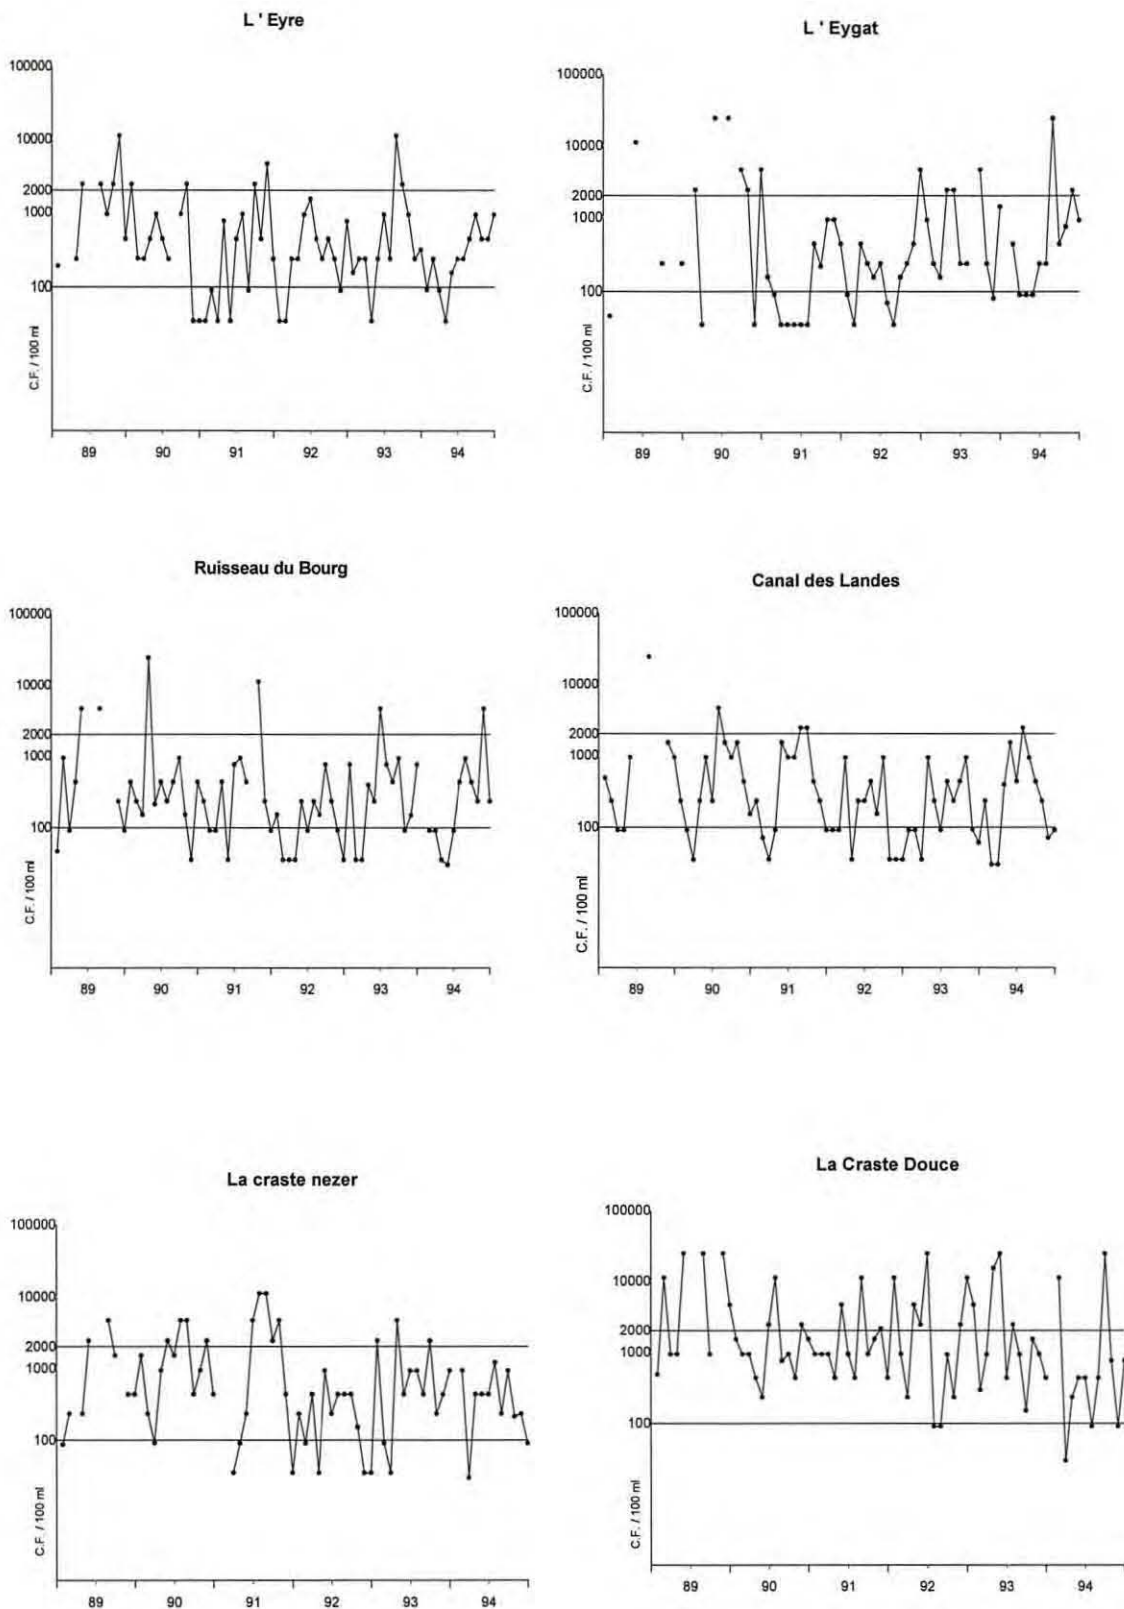 L ' Eyre
100000
10000
2000
1000
100
C.F. / 100 ml
89 90 91 92 93 94
L ' Eygat
100000
10000
2000
1000
100
C.F. / 100 ml
89 90 91 92 93 94
Ruisseau du Bourg
100000
10000
2000
1000
100
C.F. / 100 ml
89 90 91 92 93 94
Canal des Landes
100000
10000
2000
1000
100
C.F. / 100 ml
89 90 91 92 93 94
La craste nezer
100000
10000
2000
1000
100
C.F. / 100 ml
89 90 91 92 93 94
La Craste Douce
100000
10000
2000
1000
100
C.F. / 100 ml
89 90 91 92 93 94